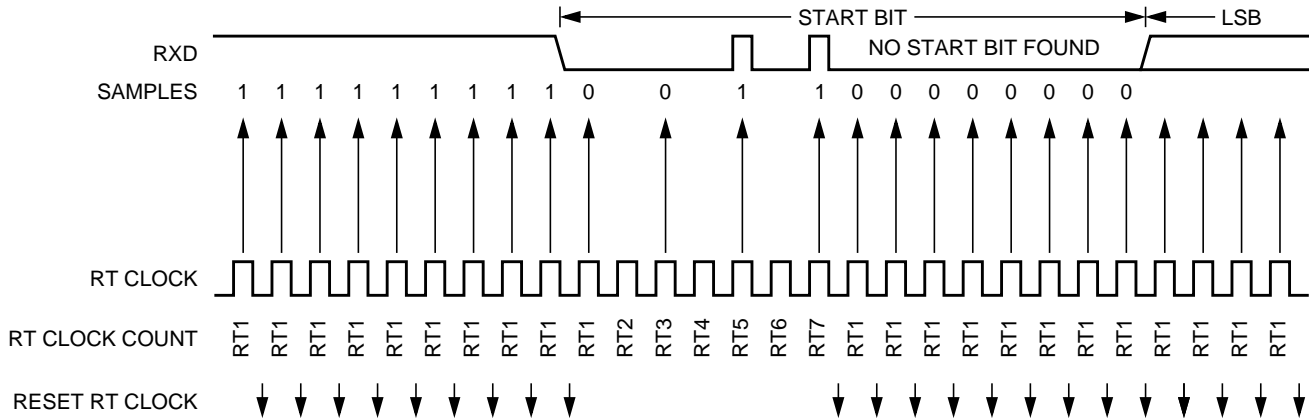 START BIT LSB
RXD NO START BIT FOUND
SAMPLES 1 1 1 1 1 1 1 1 1 0 0 1 1 0 0 0 0 0 0 0 0
RT CLOCK
RT CLOCK COUNT RT1 RT1 RT1 RT1 RT1 RT1 RT1 RT1 RT1 RT1 RT2 RT3 RT4 RT5 RT6 RT7 RT1 RT1 RT1 RT1 RT1 RT1 RT1 RT1 RT1 RT1 RT1 RT1
RESET RT CLOCK